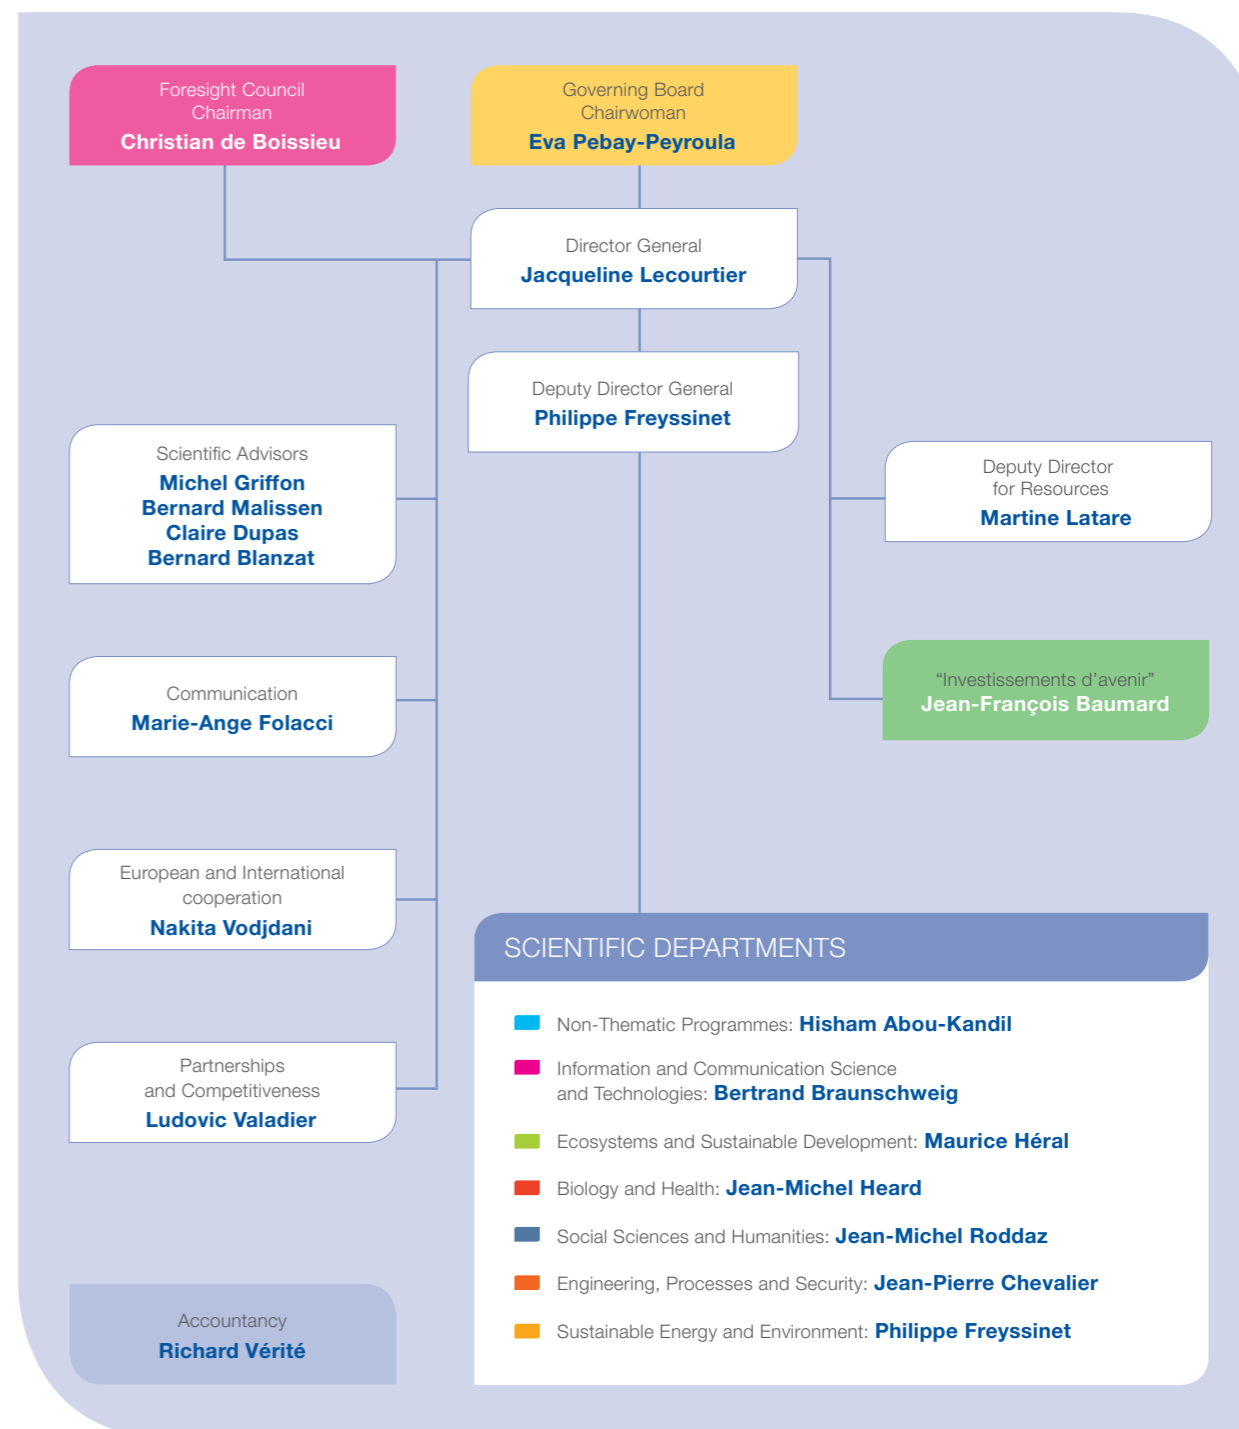 Foresight Council
Chairman
Christian de Boissieu
Governing Board
Chairwoman
Eva Pebay-Peyroula
Director General
Jacqueline Lecourtier
Deputy Director General
Philippe Freyssinet
Scientific Advisors
Michel Griffon
Bernard Malissen
Claire Dupas
Bernard Blanzat
Deputy Director
for Resources
Martine Latare
Communication
Marie-Ange Folacci
“Investissements d’avenir”
Jean-François Baumard
European and International
cooperation
Nakita Vodjdani
Partnerships
and Competitiveness
Ludovic Valadier
Accountancy
Richard Vérité
SCIENTIFIC DEPARTMENTS
Non-Thematic Programmes: Hisham Abou-Kandil
Information and Communication Science
and Technologies: Bertrand Braunschweig
Ecosystems and Sustainable Development: Maurice Héral
Biology and Health: Jean-Michel Heard
Social Sciences and Humanities: Jean-Michel Roddaz
Engineering, Processes and Security: Jean-Pierre Chevalier
Sustainable Energy and Environment: Philippe Freyssinet